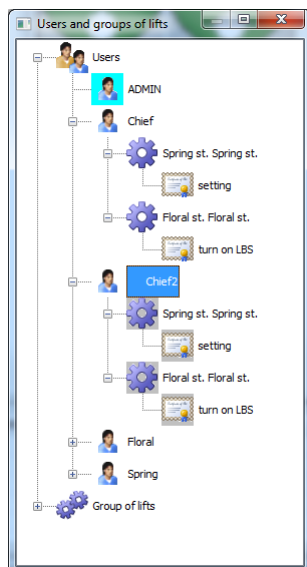 Users and groups of lifts
Users
ADMIN
Chief
Spring st. Spring st.
setting
Floral st. Floral st.
turn on LBS
Chief2
Spring st. Spring st.
setting
Floral st. Floral st.
turn on LBS
Floral
Spring
Group of lifts